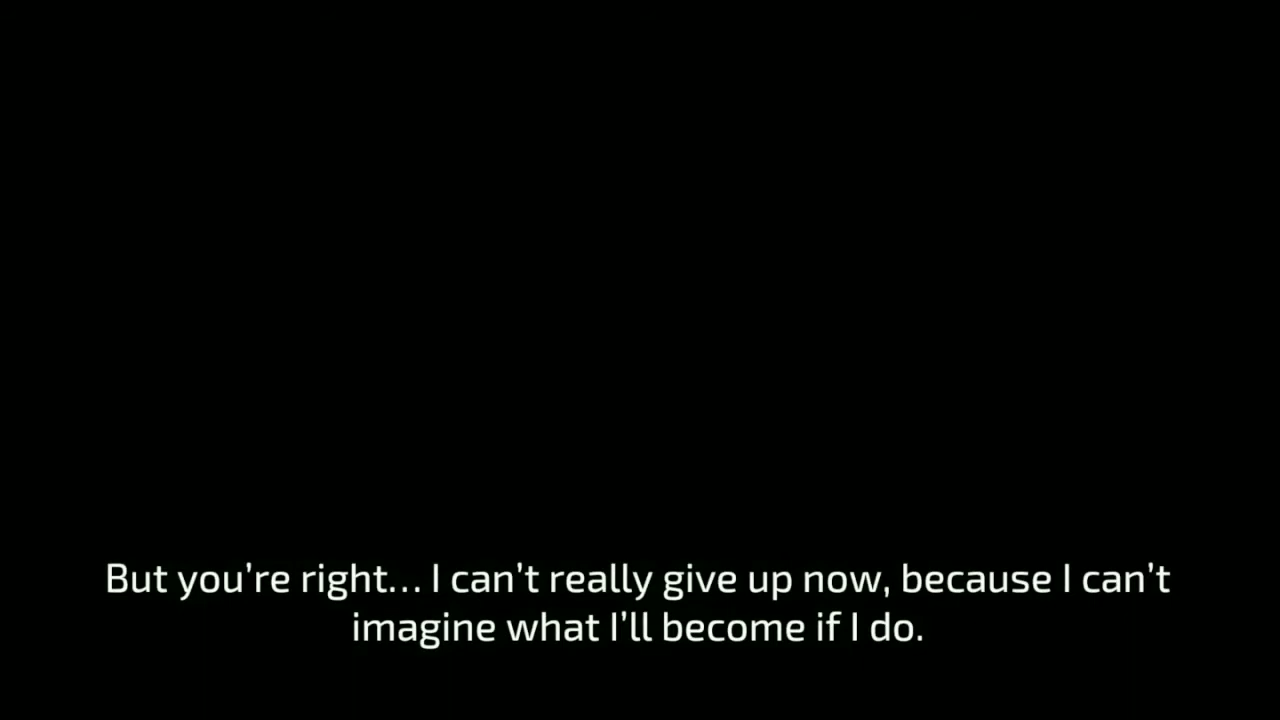 But you’re right… I can’t really give up now, because I can’t
imagine what I’ll become if I do.